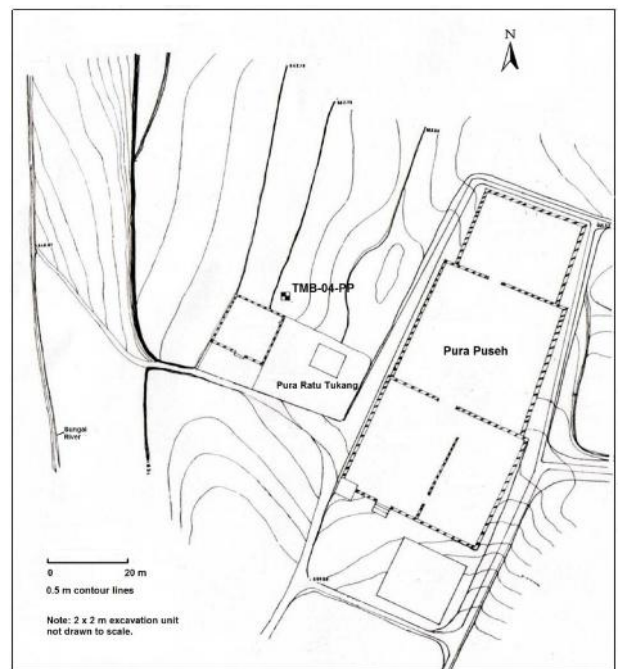 N
TMB-04-PP
Pura Puseh
Pura Ratu Tukang
Bungai
River
0 20 m
0.5 m contour lines
Note: 2 x 2 m excavation unit
not drawn to scale.